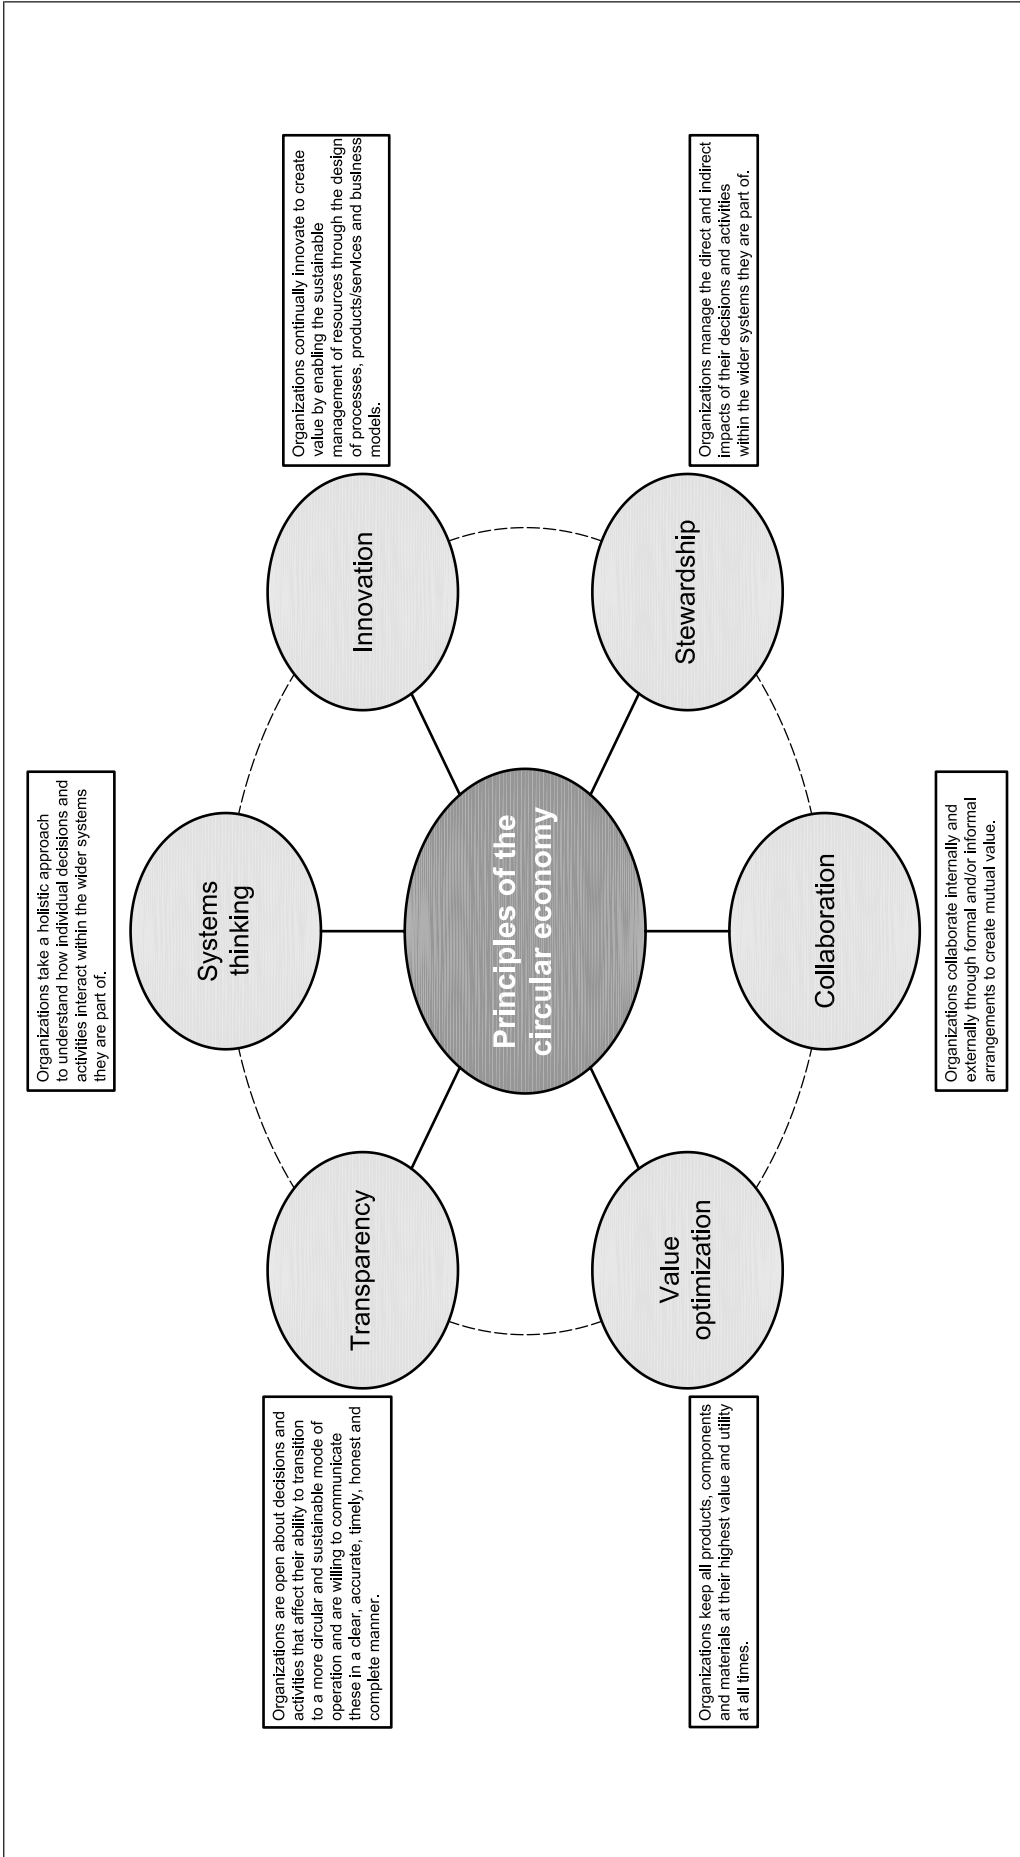 Organizations take a holistic approach
to understand how individual decisions and
activities interact within the wider systems
they are part of.
Systems
thinking
Organizations continually innovate to create
value by enabling the sustainable
management of resources through the design
of processes, products/services and business
models.
Innovation
Organizations manage the direct and indirect
impacts of their decisions and activities
within the wider systems they are part of.
Stewardship
Organizations collaborate internally and
externally through formal and/or informal
arrangements to create mutual value.
Collaboration
Organizations keep all products, components
and materials at their highest value and utility
at all times.
Value
optimization
Organizations are open about decisions and
activities that affect their ability to transition
to a more circular and sustainable mode of
operation and are willing to communicate
these in a clear, accurate, timely, honest and
complete manner.
Transparency
Principles of the
circular economy